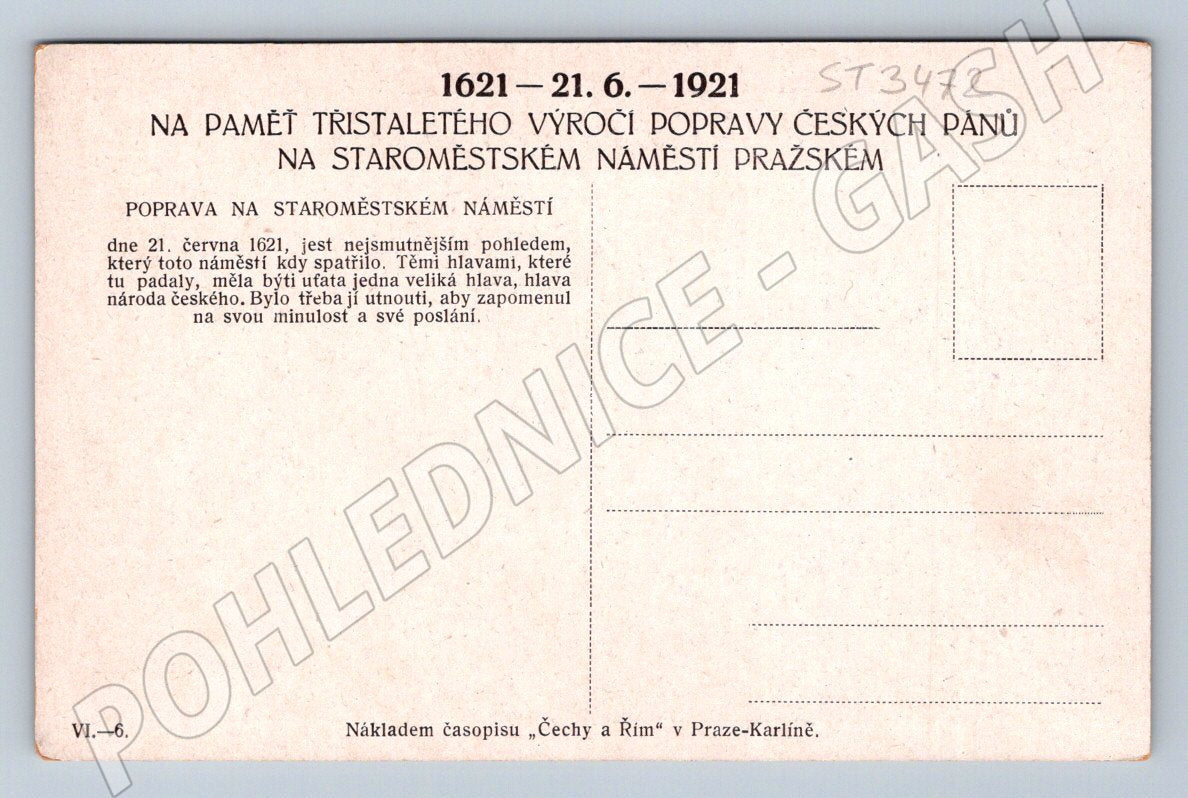 1621 — 21. 6. — 1921
ST3472
NA PAMĚŤ TŘISTALETÉHO VÝROČÍ POPRAVY ČESKÝCH PÁNŮ
NA STAROMĚSTSKÉM NÁMĚSTÍ PRAŽSKÉM
POPRAVA NA STAROMĚSTSKÉM NÁMĚSTÍ
dne 21. června 1621, jest nejsmutnějším pohledem,
který toto náměstí kdy spatřilo. Těmi hlavami, které
tu padaly, měla býti uťata jedna veliká hlava, hlava
národa českého. Bylo třeba jí utnouti, aby zapomenul
na svou minulost a své poslání.
VI.—6.
Nákladem časopisu „Čechy a Řím“ v Praze-Karlíně.
POHLEDNICE - GASH